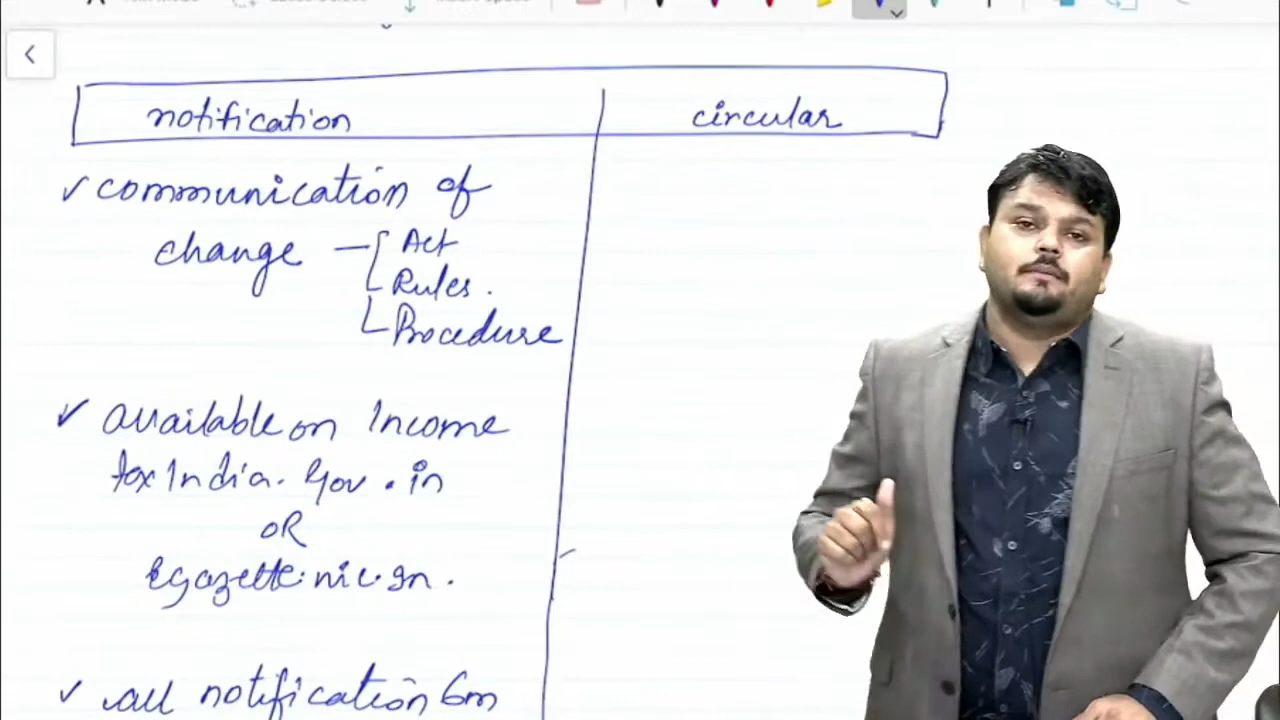 notification
circular
✓ communication of
change — Act
Rules.
Procedure
✓ available on Income
tax India. Gov . in
OR
Egazette. nic. In .
✓ all notification 6m